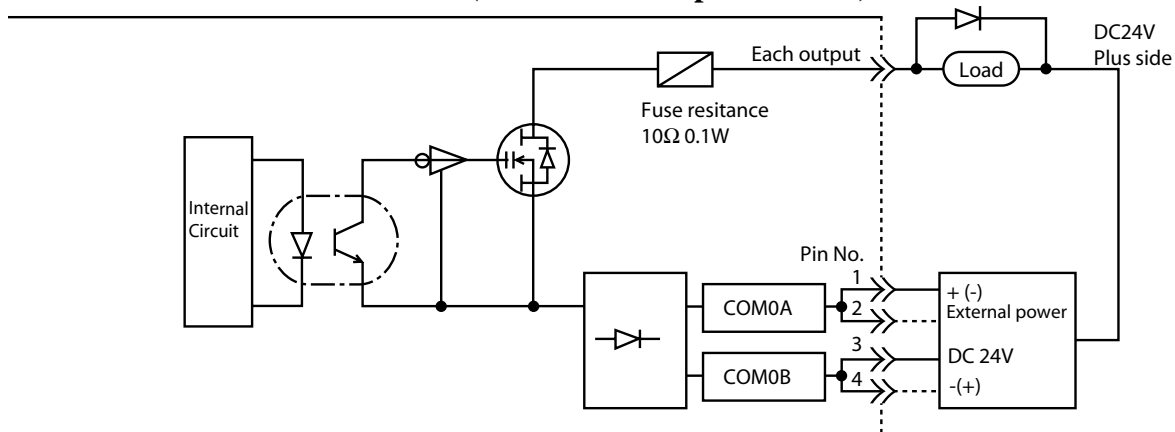 Each output
DC24V
Plus side
Load
Fuse resitance
10Ω 0.1W
Internal
Circuit
Pin No.
1
2
3
4
COM0A
COM0B
+ (-)
External power
DC 24V
-(+)